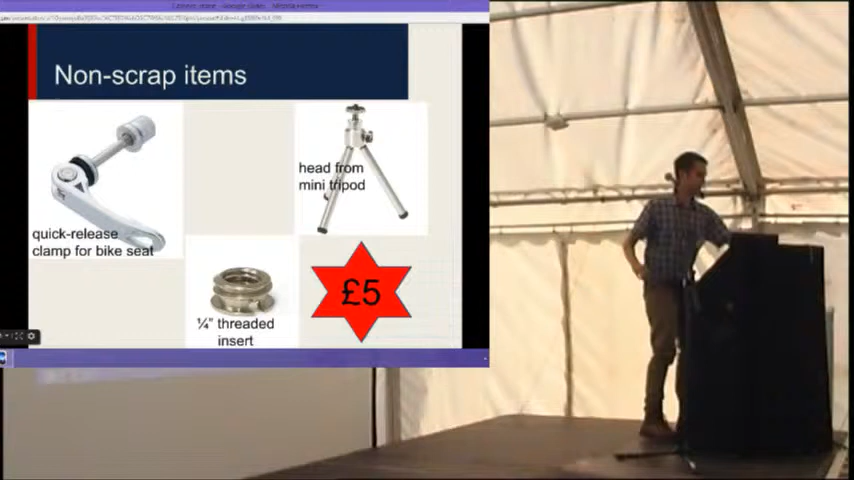 Non-scrap items
head from
mini tripod
quick-release
clamp for bike seat
£5
¼” threaded
insert